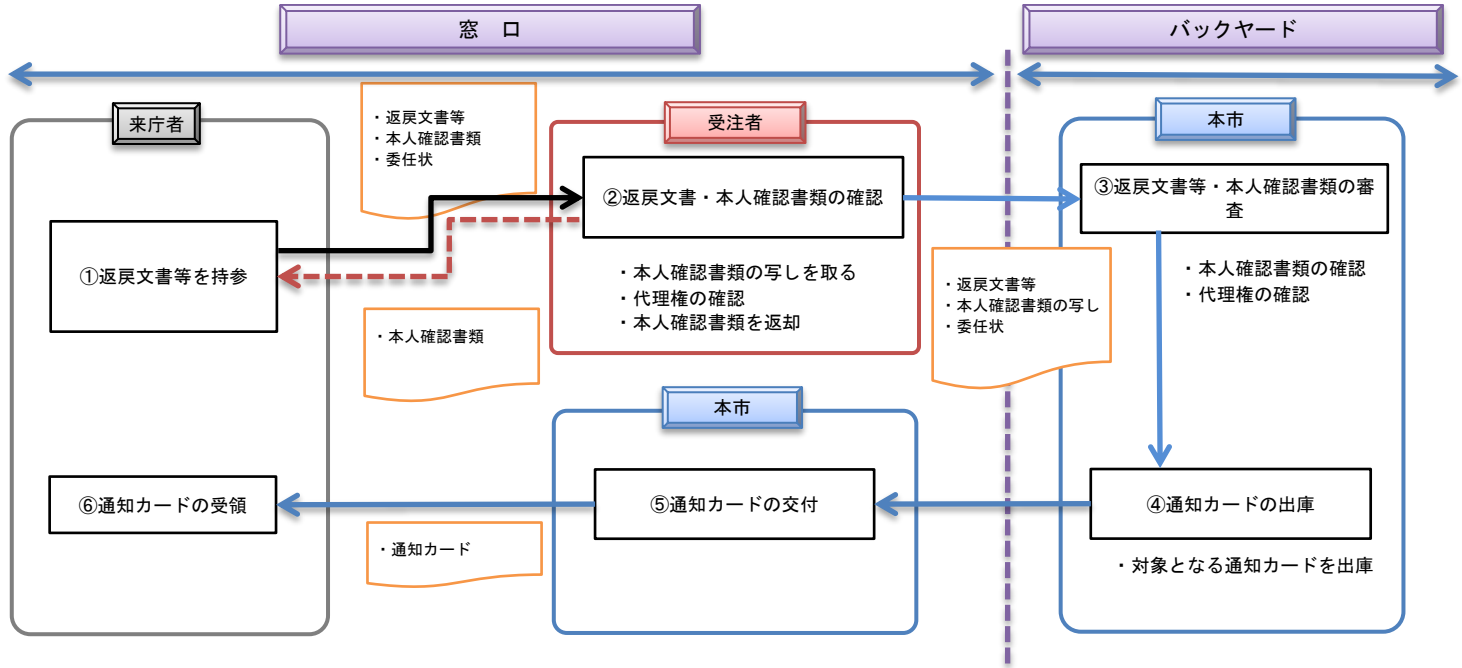 窓　口
バックヤード
来庁者
・返戻文書等
・本人確認書類
・委任状
受注者
本市
①返戻文書等を持参
②返戻文書・本人確認書類の確認
③返戻文書等・本人確認書類の審
査
・本人確認書類の写しを取る
・代理権の確認
・本人確認書類を返却
・返戻文書等
・本人確認書類の写し
・委任状
・本人確認書類の確認
・代理権の確認
・本人確認書類
本市
⑥通知カードの受領
⑤通知カードの交付
④通知カードの出庫
・通知カード
・対象となる通知カードを出庫